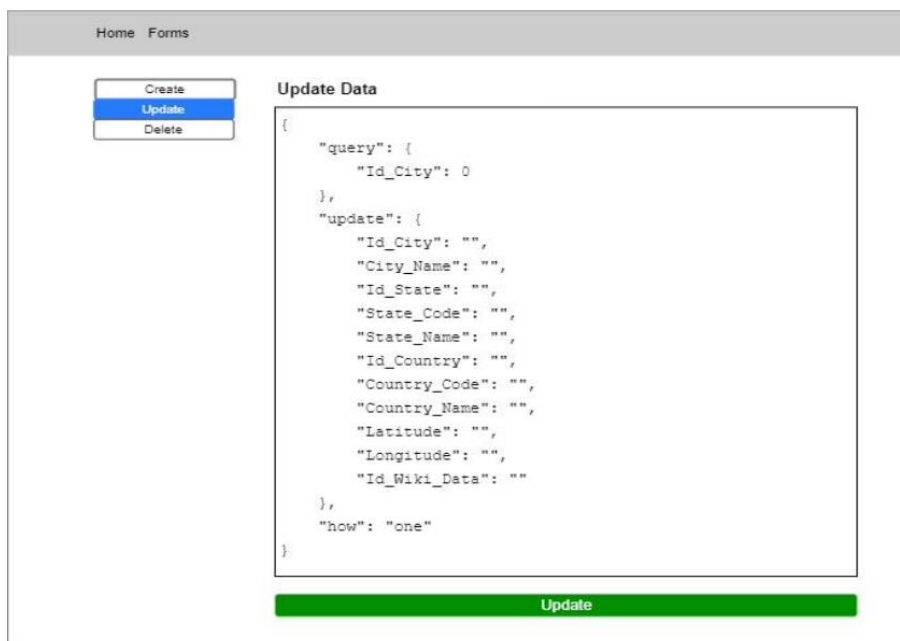 Home Forms
Create
Update
Delete
Update Data
{
"query": {
"Id_City": 0
},
"update": {
"Id_City": "",
"City_Name": "",
"Id_State": "",
"State_Code": "",
"State_Name": "",
"Id_Country": "",
"Country_Code": "",
"Country_Name": "",
"Latitude": "",
"Longitude": "",
"Id_Wiki_Data": ""
},
"how": "one"
}
Update